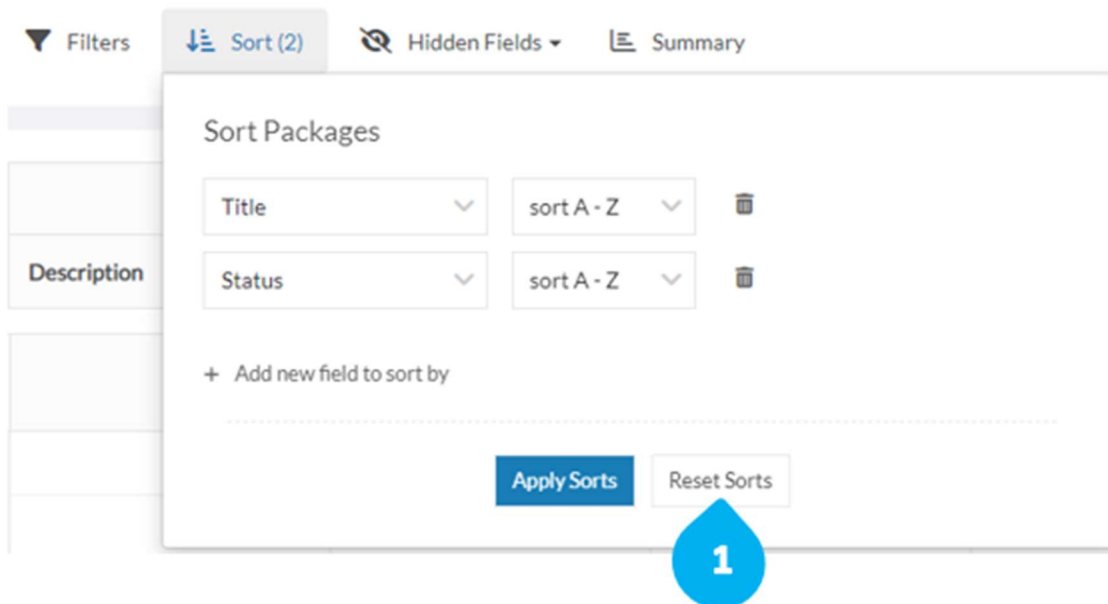 Filters Sort (2) Hidden Fields Summary
Sort Packages
Title sort A - Z
Description
Status sort A - Z
+ Add new field to sort by
Apply Sorts Reset Sorts
1